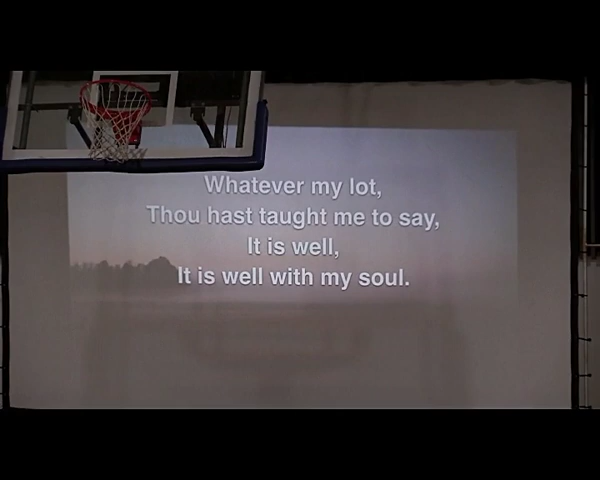 Whatever my lot,
Thou hast taught me to say,
It is well,
It is well with my soul.